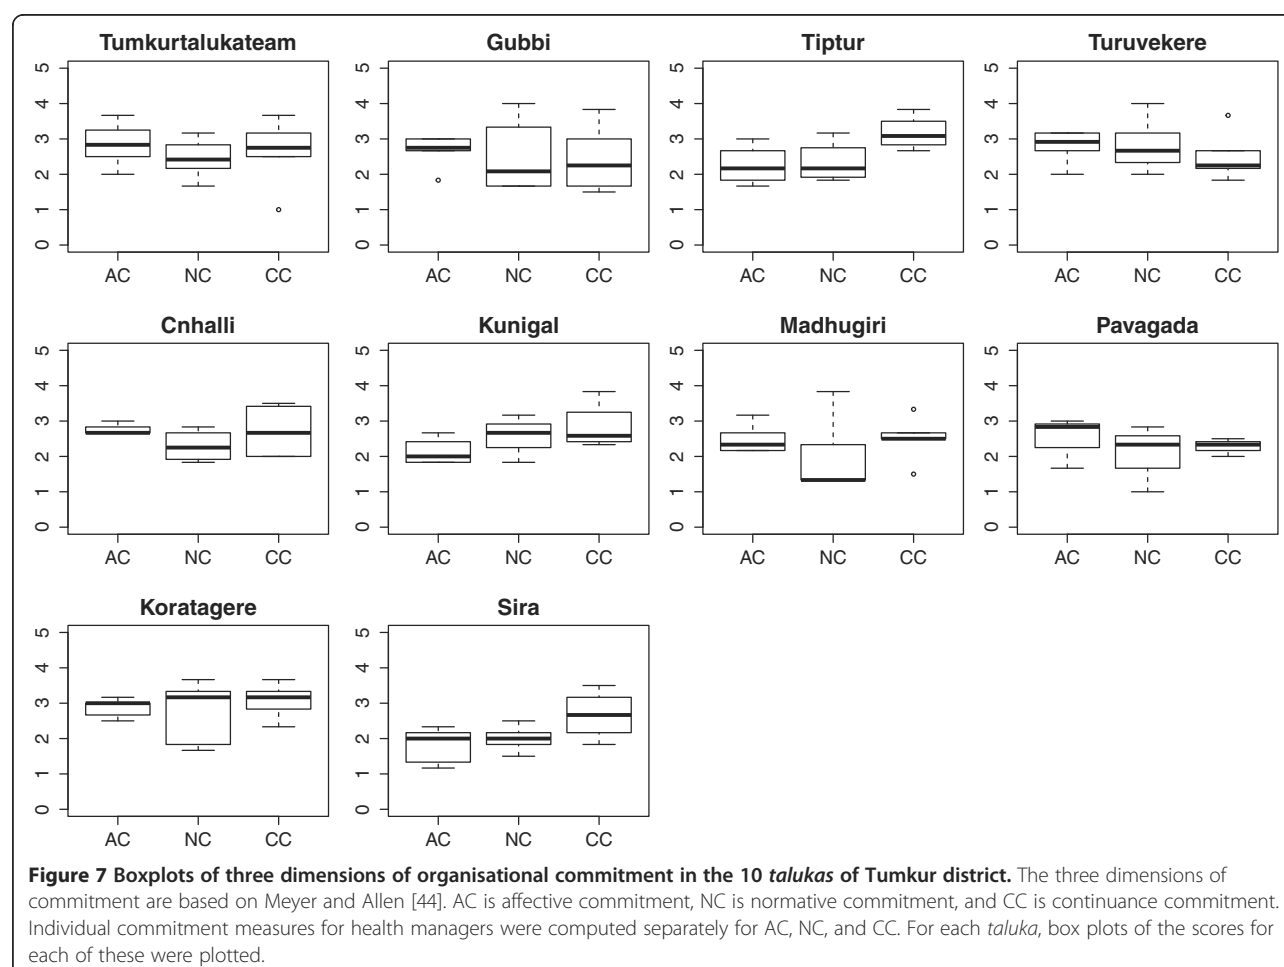 Tumkurtalukateam Gubbi Tiptur Turuvekere
5 5 5 5
4 4 4 4
3 3 3 3
2 2 2 2
1 1 1 1
0 0 0 0
AC NC CC AC NC CC AC NC CC AC NC CC
Cnhalli Kunigal Madhugiri Pavagada
5 5 5 5
4 4 4 4
3 3 3 3
2 2 2 2
1 1 1 1
0 0 0 0
AC NC CC AC NC CC AC NC CC AC NC CC
Koratagere Sira
5 5
4 4
3 3
2 2
1 1
0 0
AC NC CC AC NC CC
Figure 7 Boxplots of three dimensions of organisational commitment in the 10 talukas of Tumkur district. The three dimensions of
commitment are based on Meyer and Allen [44]. AC is affective commitment, NC is normative commitment, and CC is continuance commitment.
Individual commitment measures for health managers were computed separately for AC, NC, and CC. For each taluka, box plots of the scores for
each of these were plotted.